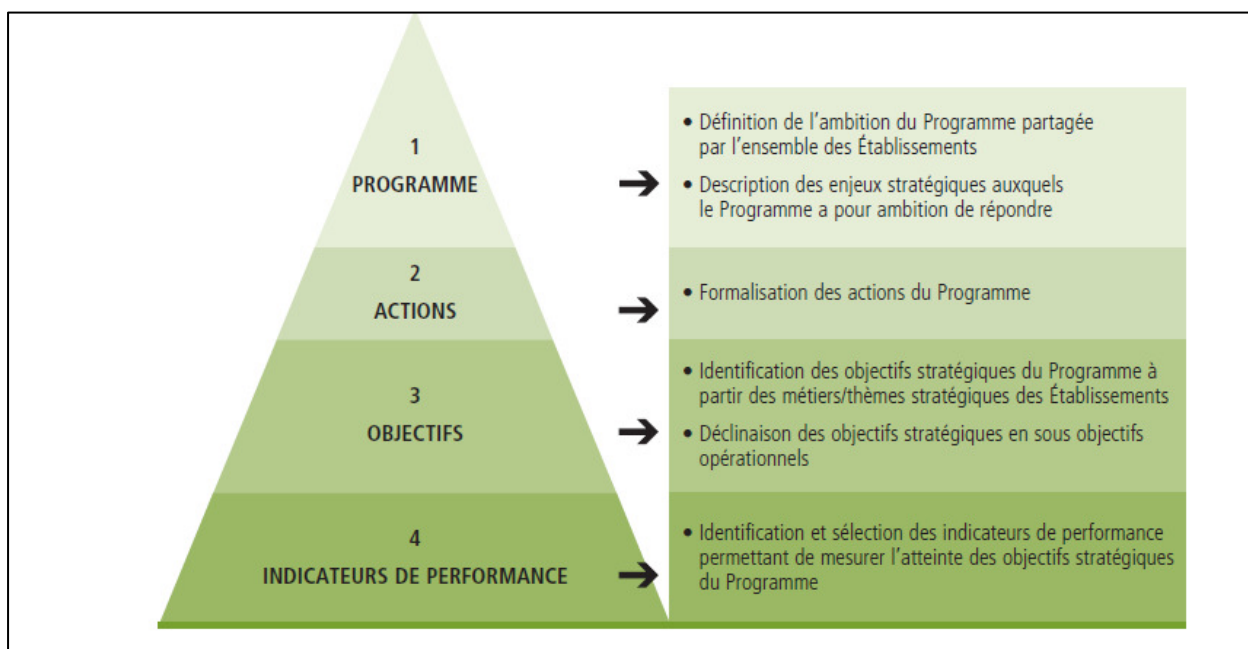 1
PROGRAMME
• Définition de l'ambition du Programme partagée
par l'ensemble des Établissements
• Description des enjeux stratégiques auxquels
le Programme a pour ambition de répondre
2
ACTIONS
• Formalisation des actions du Programme
3
OBJECTIFS
• Identification des objectifs stratégiques du Programme à
partir des métiers/thèmes stratégiques des Établissements
• Déclinaison des objectifs stratégiques en sous objectifs
opérationnels
4
INDICATEURS DE PERFORMANCE
• Identification et sélection des indicateurs de performance
permettant de mesurer l'atteinte des objectifs stratégiques
du Programme